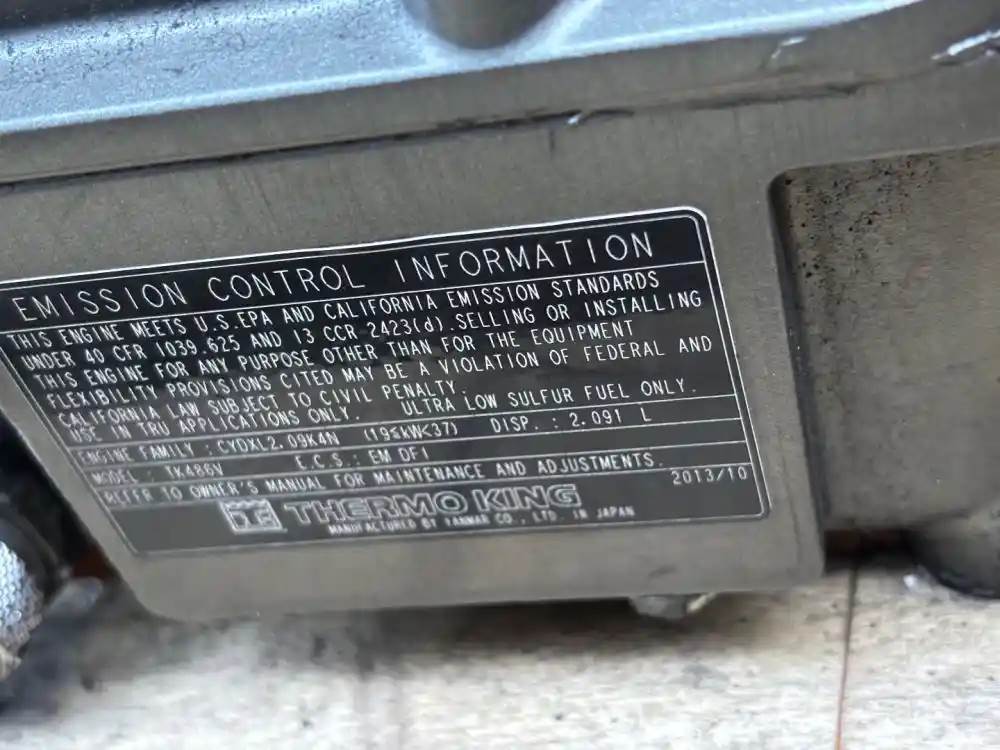 EMISSION CONTROL INFORMATION
THIS ENGINE MEETS U.S.EPA AND CALIFORNIA EMISSION STANDARDS
UNDER 40 CFR 1039.625 AND 13 CCR 2423(d).SELLING OR INSTALLING
THIS ENGINE FOR ANY PURPOSE OTHER THAN FOR THE EQUIPMENT
FLEXIBILITY PROVISIONS CITED MAY BE A VIOLATION OF FEDERAL AND
CALIFORNIA LAW SUBJECT TO CIVIL PENALTY.
USE IN TRU APPLICATIONS ONLY. ULTRA LOW SULFUR FUEL ONLY.
ENGINE FAMILY : CYDXL2.09K4N (19≤kW<37) DISP. : 2.091 L
MODEL : TK486V E.C.S.: EM DFI
REFER TO OWNER'S MANUAL FOR MAINTENANCE AND ADJUSTMENTS.
2013/10
THERMO KING
MANUFACTURED BY YANMAR CO., LTD. IN JAPAN